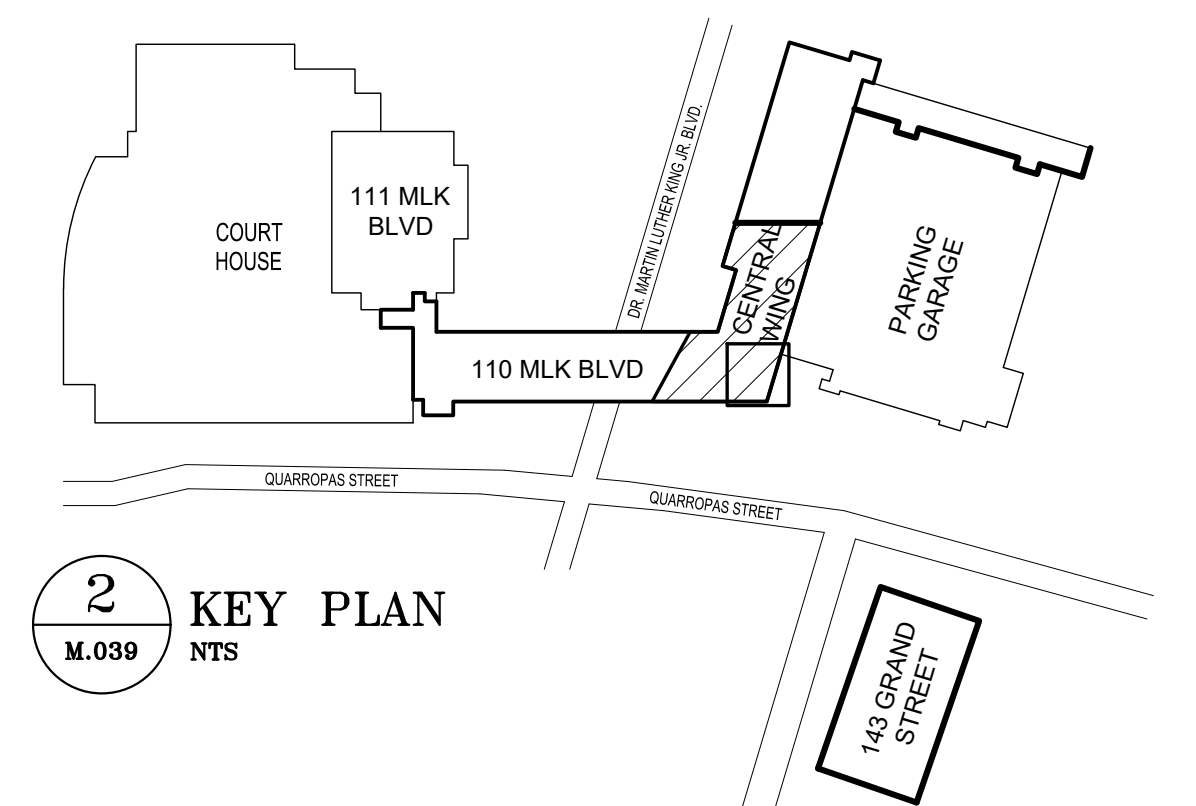 111 MLK
BLVD
COURT
HOUSE
DR. MARTIN LUTHER KING JR. BLVD.
CENTRAL
WING
PARKING
GARAGE
110 MLK BLVD
QUARROPAS STREET
QUARROPAS STREET
2
M.039
KEY PLAN
NTS
143 GRAND
STREET